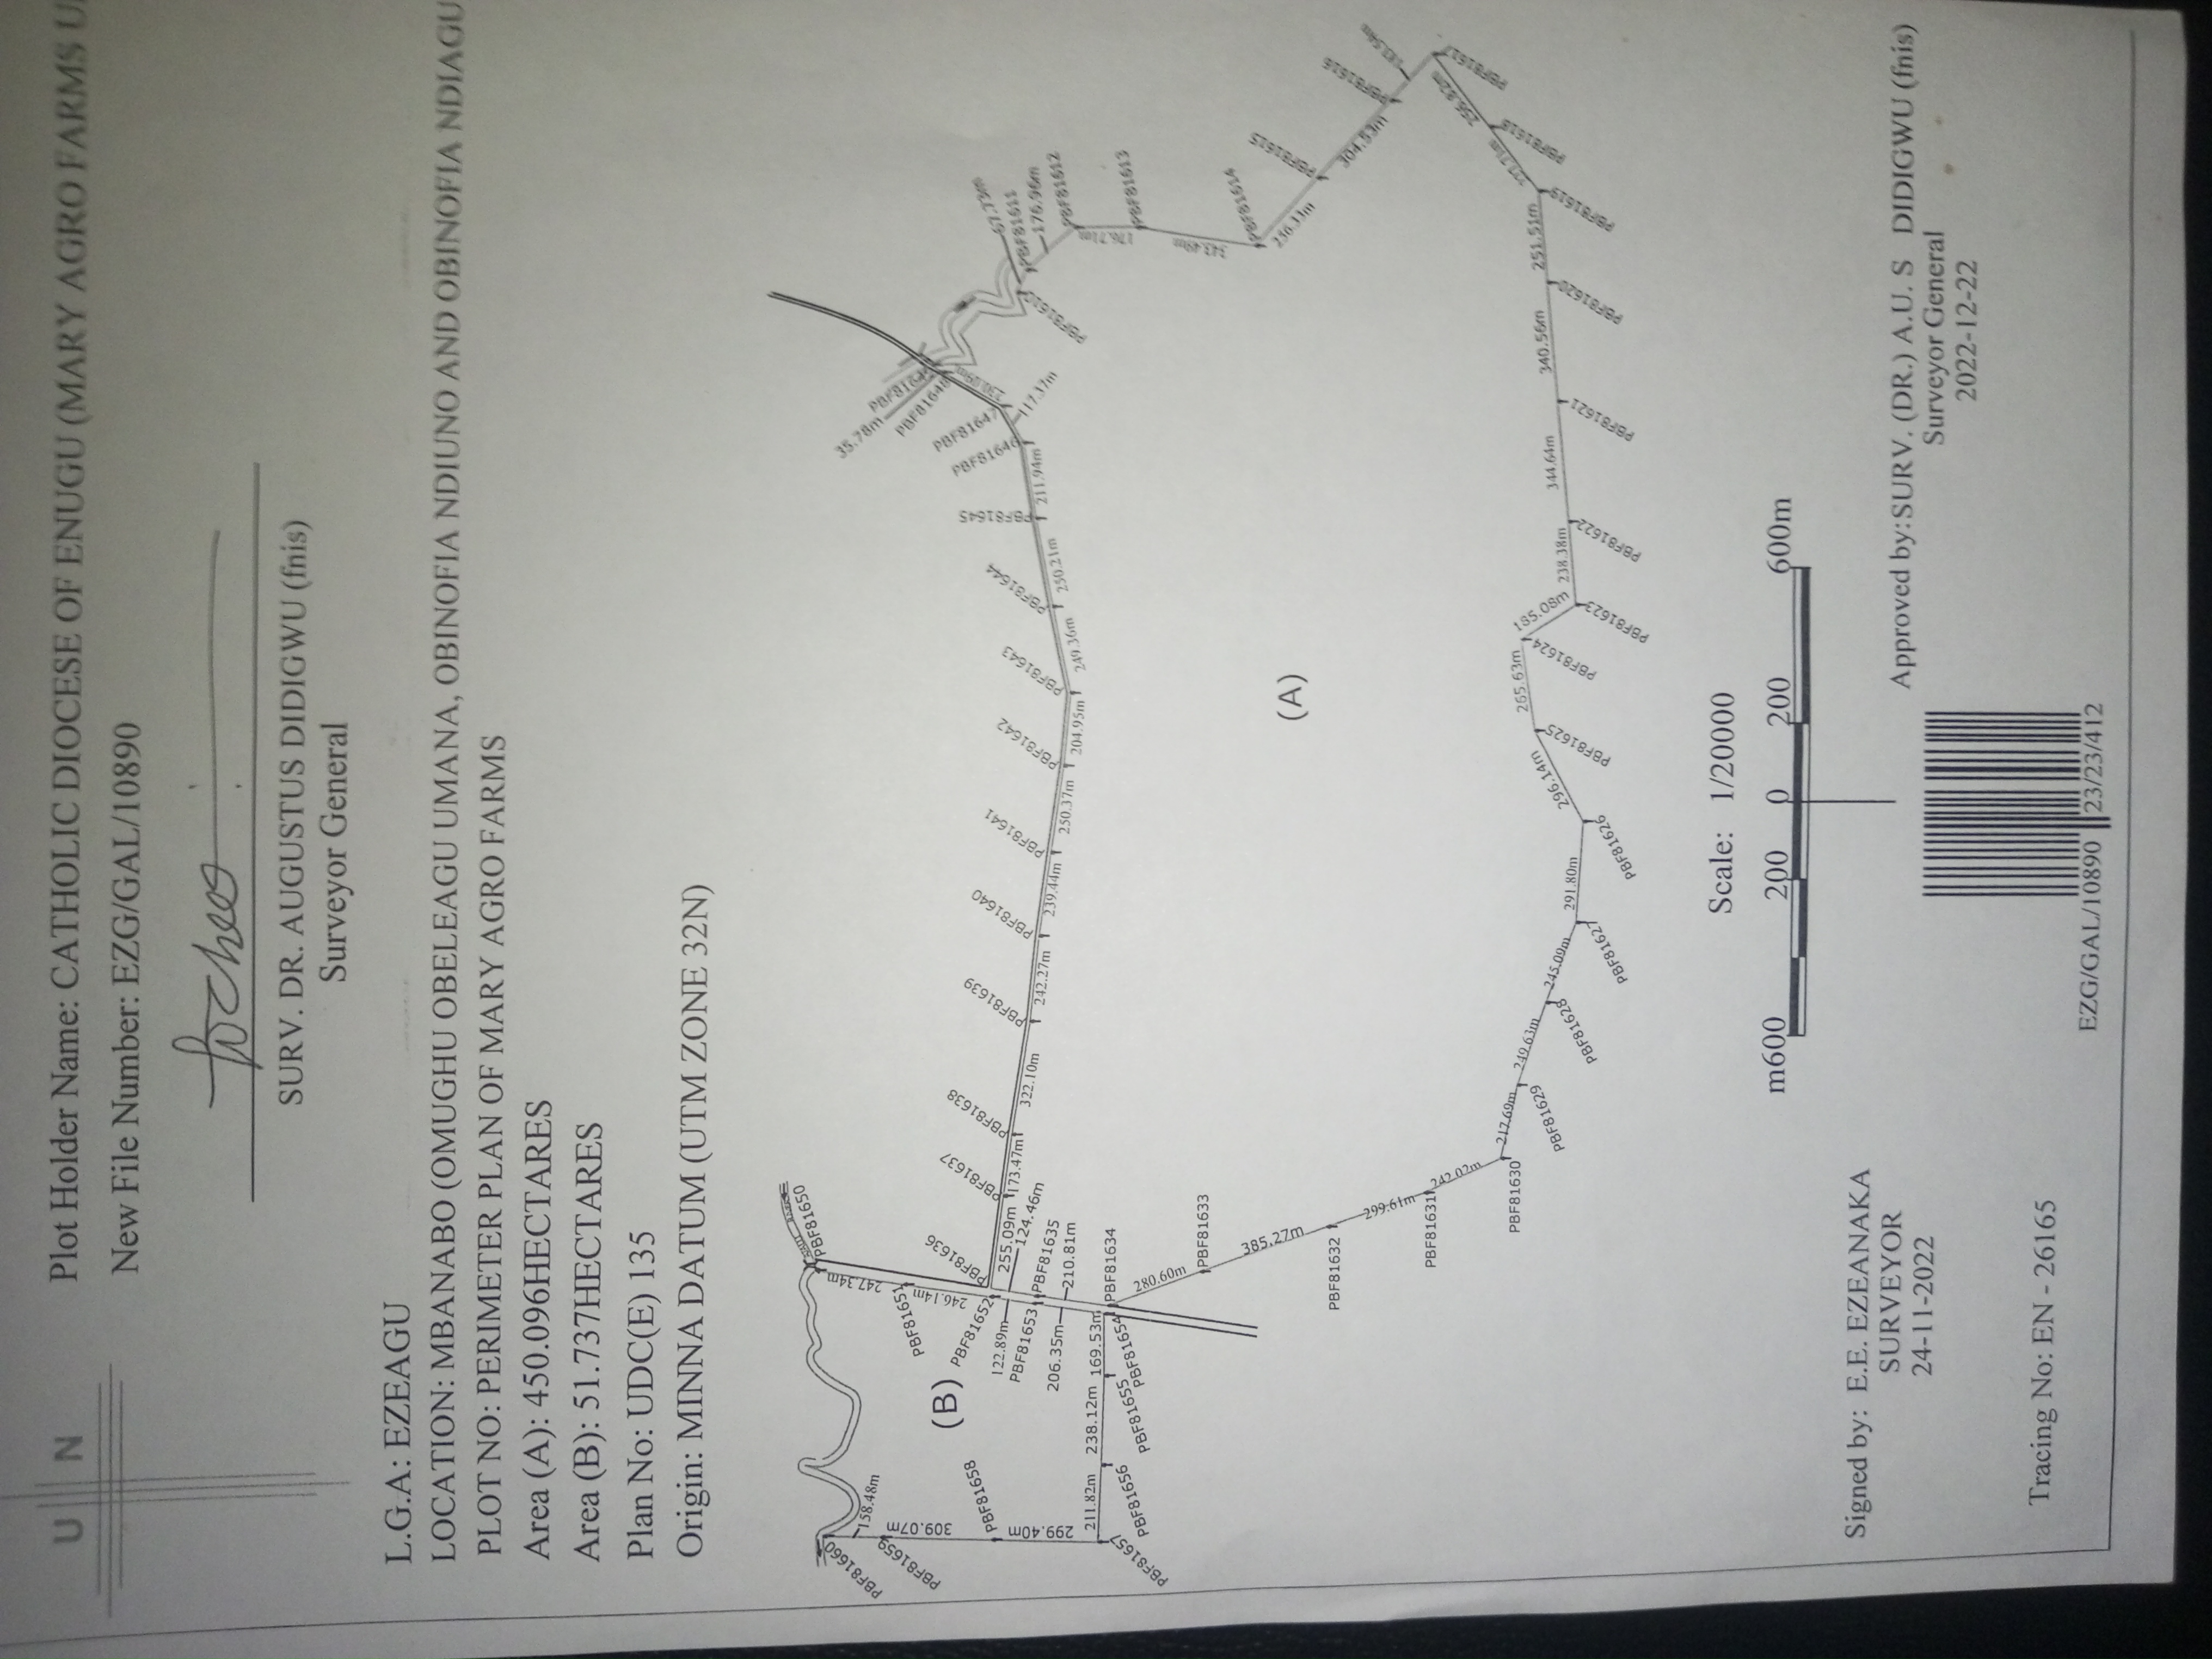 U N
Plot Holder Name: CATHOLIC DIOCESE OF ENUGU (MARY AGRO FARMS
New File Number: EZG/GAL/10890
SURV. DR. AUGUSTUS DIDIGWU (fnis)
Surveyor General
L.G.A: EZEAGU
LOCATION: MBANABO (OMUGHU OBELEAGU UMANA, OBINOFIA NDIUNO AND OBINOFIA NDIAGU
PLOT NO: PERIMETER PLAN OF MARY AGRO FARMS
Area (A): 450.096HECTARES
Area (B): 51.737HECTARES
Plan No: UDC(E) 135
Origin: MINNA DATUM (UTM ZONE 32N)
PBF81650
247.34m
PBF81651
246.14m
PBF81652
122.89m
PBF81653
206.35m
PBF81654
169.53m
PBF81655
238.12m
PBF81656
211.82m
PBF81657
299.40m
PBF81658
309.07m
PBF81659
158.48m
PBF81660
(B)
PBF81636
255.09m
124.46m
PBF81635
210.81m
PBF81634
280.60m
PBF81633
385.27m
PBF81632
299.61m
PBF81631
242.02m
PBF81630
217.69m
PBF81629
249.63m
PBF81628
245.09m
PBF81627
291.80m
PBF81626
296.14m
PBF81625
265.63m
PBF81624
185.08m
PBF81623
238.38m
PBF81622
344.64m
PBF81621
340.56m
PBF81620
251.51m
PBF81619
PBF81618
PBF81617
PBF81616
304.53m
PBF81615
PBF81614
343.49m
PBF81613
176.71m
PBF81612
176.96m
PBF81611
67.73m
PBF81610
35.78m
PBF81648
PBF81647
117.37m
PBF81646
211.94m
PBF81645
250.21m
PBF81644
249.36m
PBF81643
204.95m
PBF81642
250.37m
PBF81641
239.44m
PBF81640
242.27m
PBF81639
322.10m
PBF81638
173.47m
PBF81637
(A)
Scale: 1/20000
m600 200 0 200 600m
Signed by: E.E. EZEANAKA
SURVEYOR
24-11-2022
Approved by:SURV. (DR.) A.U. S DIDIGWU (fnis)
Surveyor General
2022-12-22
Tracing No: EN - 26165
EZG/GAL/10890 23/23/412